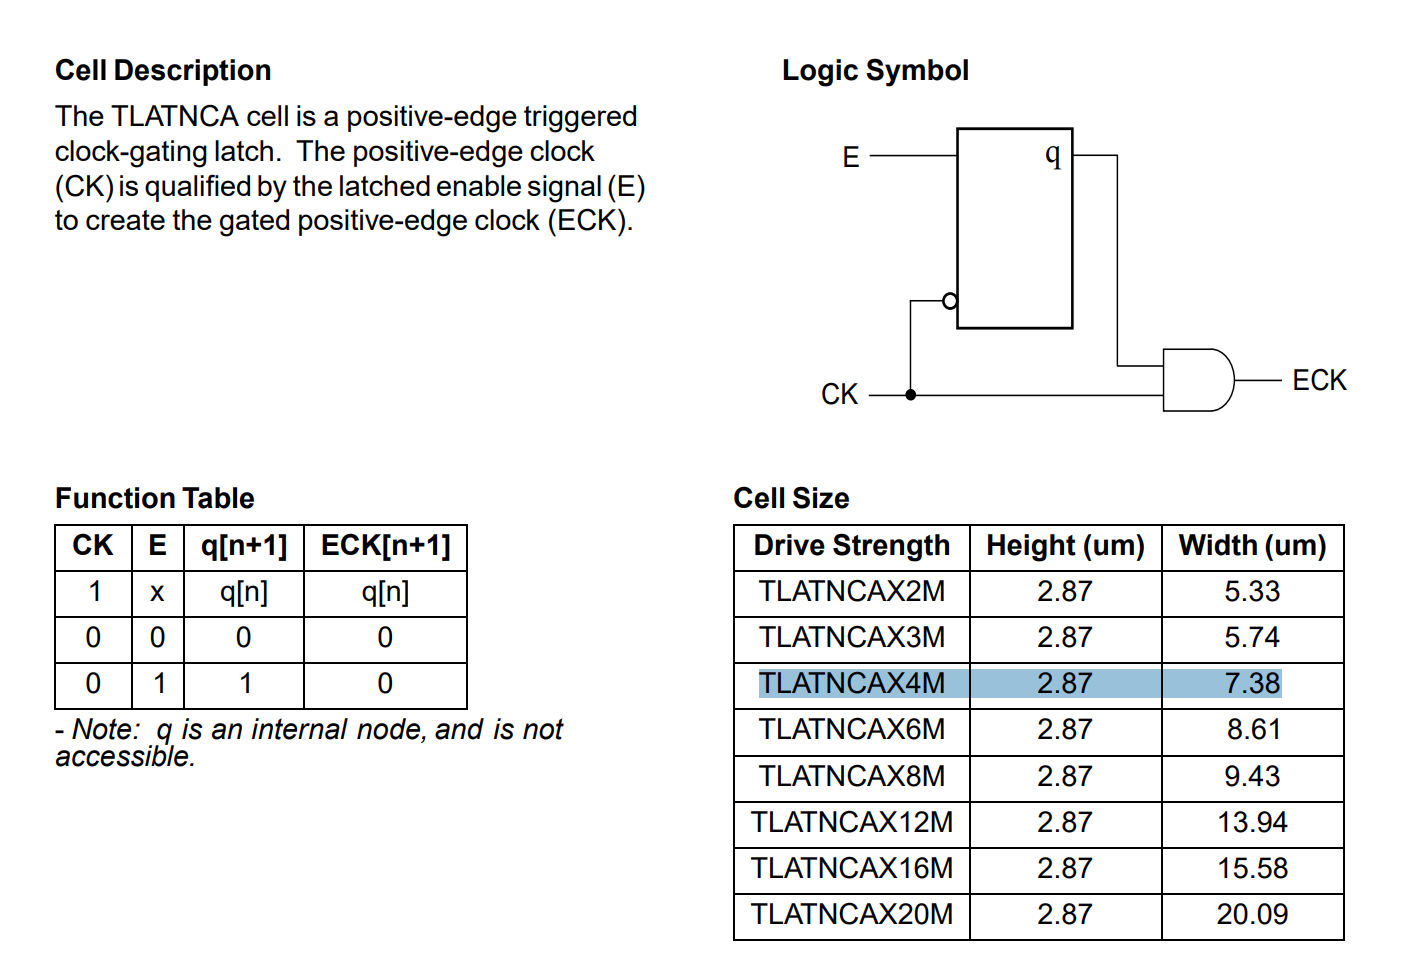 Cell Description
The TLATNCA cell is a positive-edge triggered
clock-gating latch.  The positive-edge clock
(CK) is qualified by the latched enable signal (E)
to create the gated positive-edge clock (ECK).
Logic Symbol
E
q
CK
ECK
Function Table
CK E q[n+1] ECK[n+1]
1 x q[n] q[n]
0 0 0 0
0 1 1 0
- Note:  q is an internal node, and is not
accessible.
Cell Size
Drive Strength Height (um) Width (um)
TLATNCAX2M 2.87 5.33
TLATNCAX3M 2.87 5.74
TLATNCAX4M 2.87 7.38
TLATNCAX6M 2.87 8.61
TLATNCAX8M 2.87 9.43
TLATNCAX12M 2.87 13.94
TLATNCAX16M 2.87 15.58
TLATNCAX20M 2.87 20.09